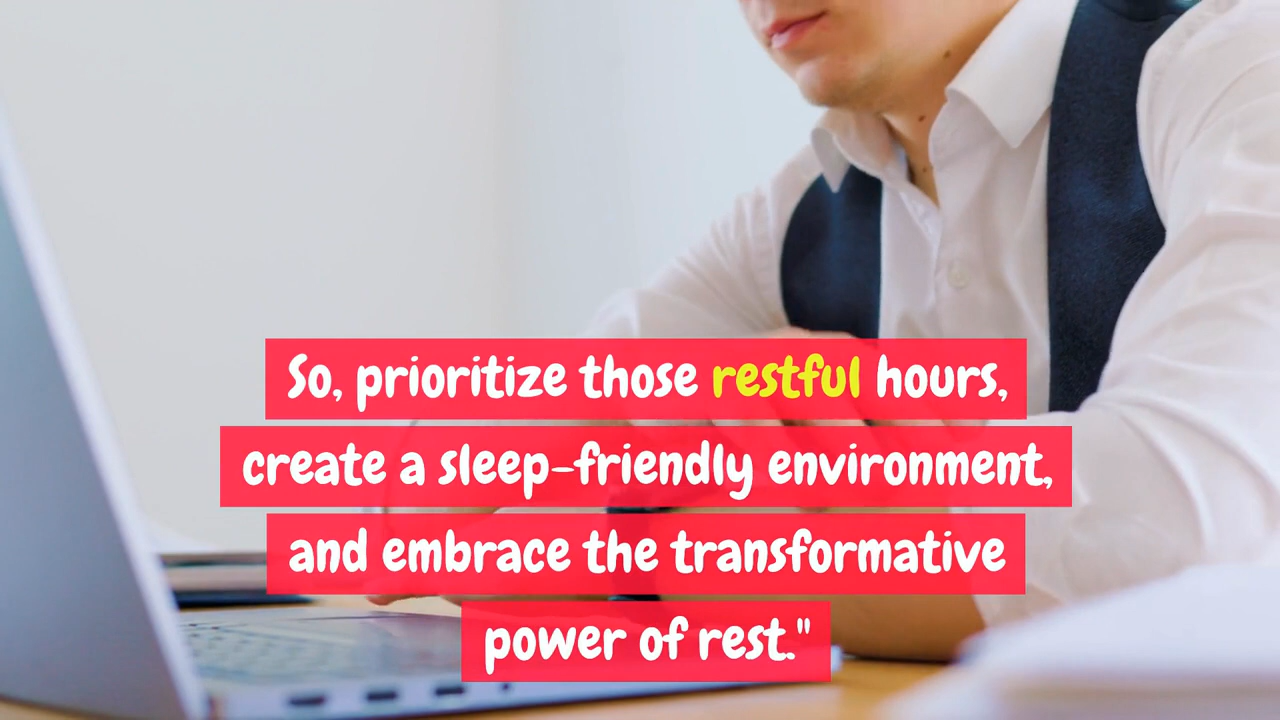 So, prioritize those restful hours,
create a sleep-friendly environment,
and embrace the transformative
power of rest."